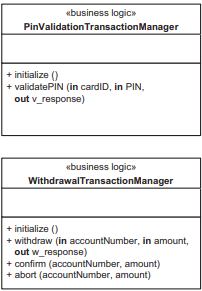 «business logic»
PinValidationTransactionManager
+ initialize ()
+ validatePIN (in cardID, in PIN,
out v_response)
«business logic»
WithdrawalTransactionManager
+ initialize ()
+ withdraw (in accountNumber, in amount,
out w_response)
+ confirm (accountNumber, amount)
+ abort (accountNumber, amount)